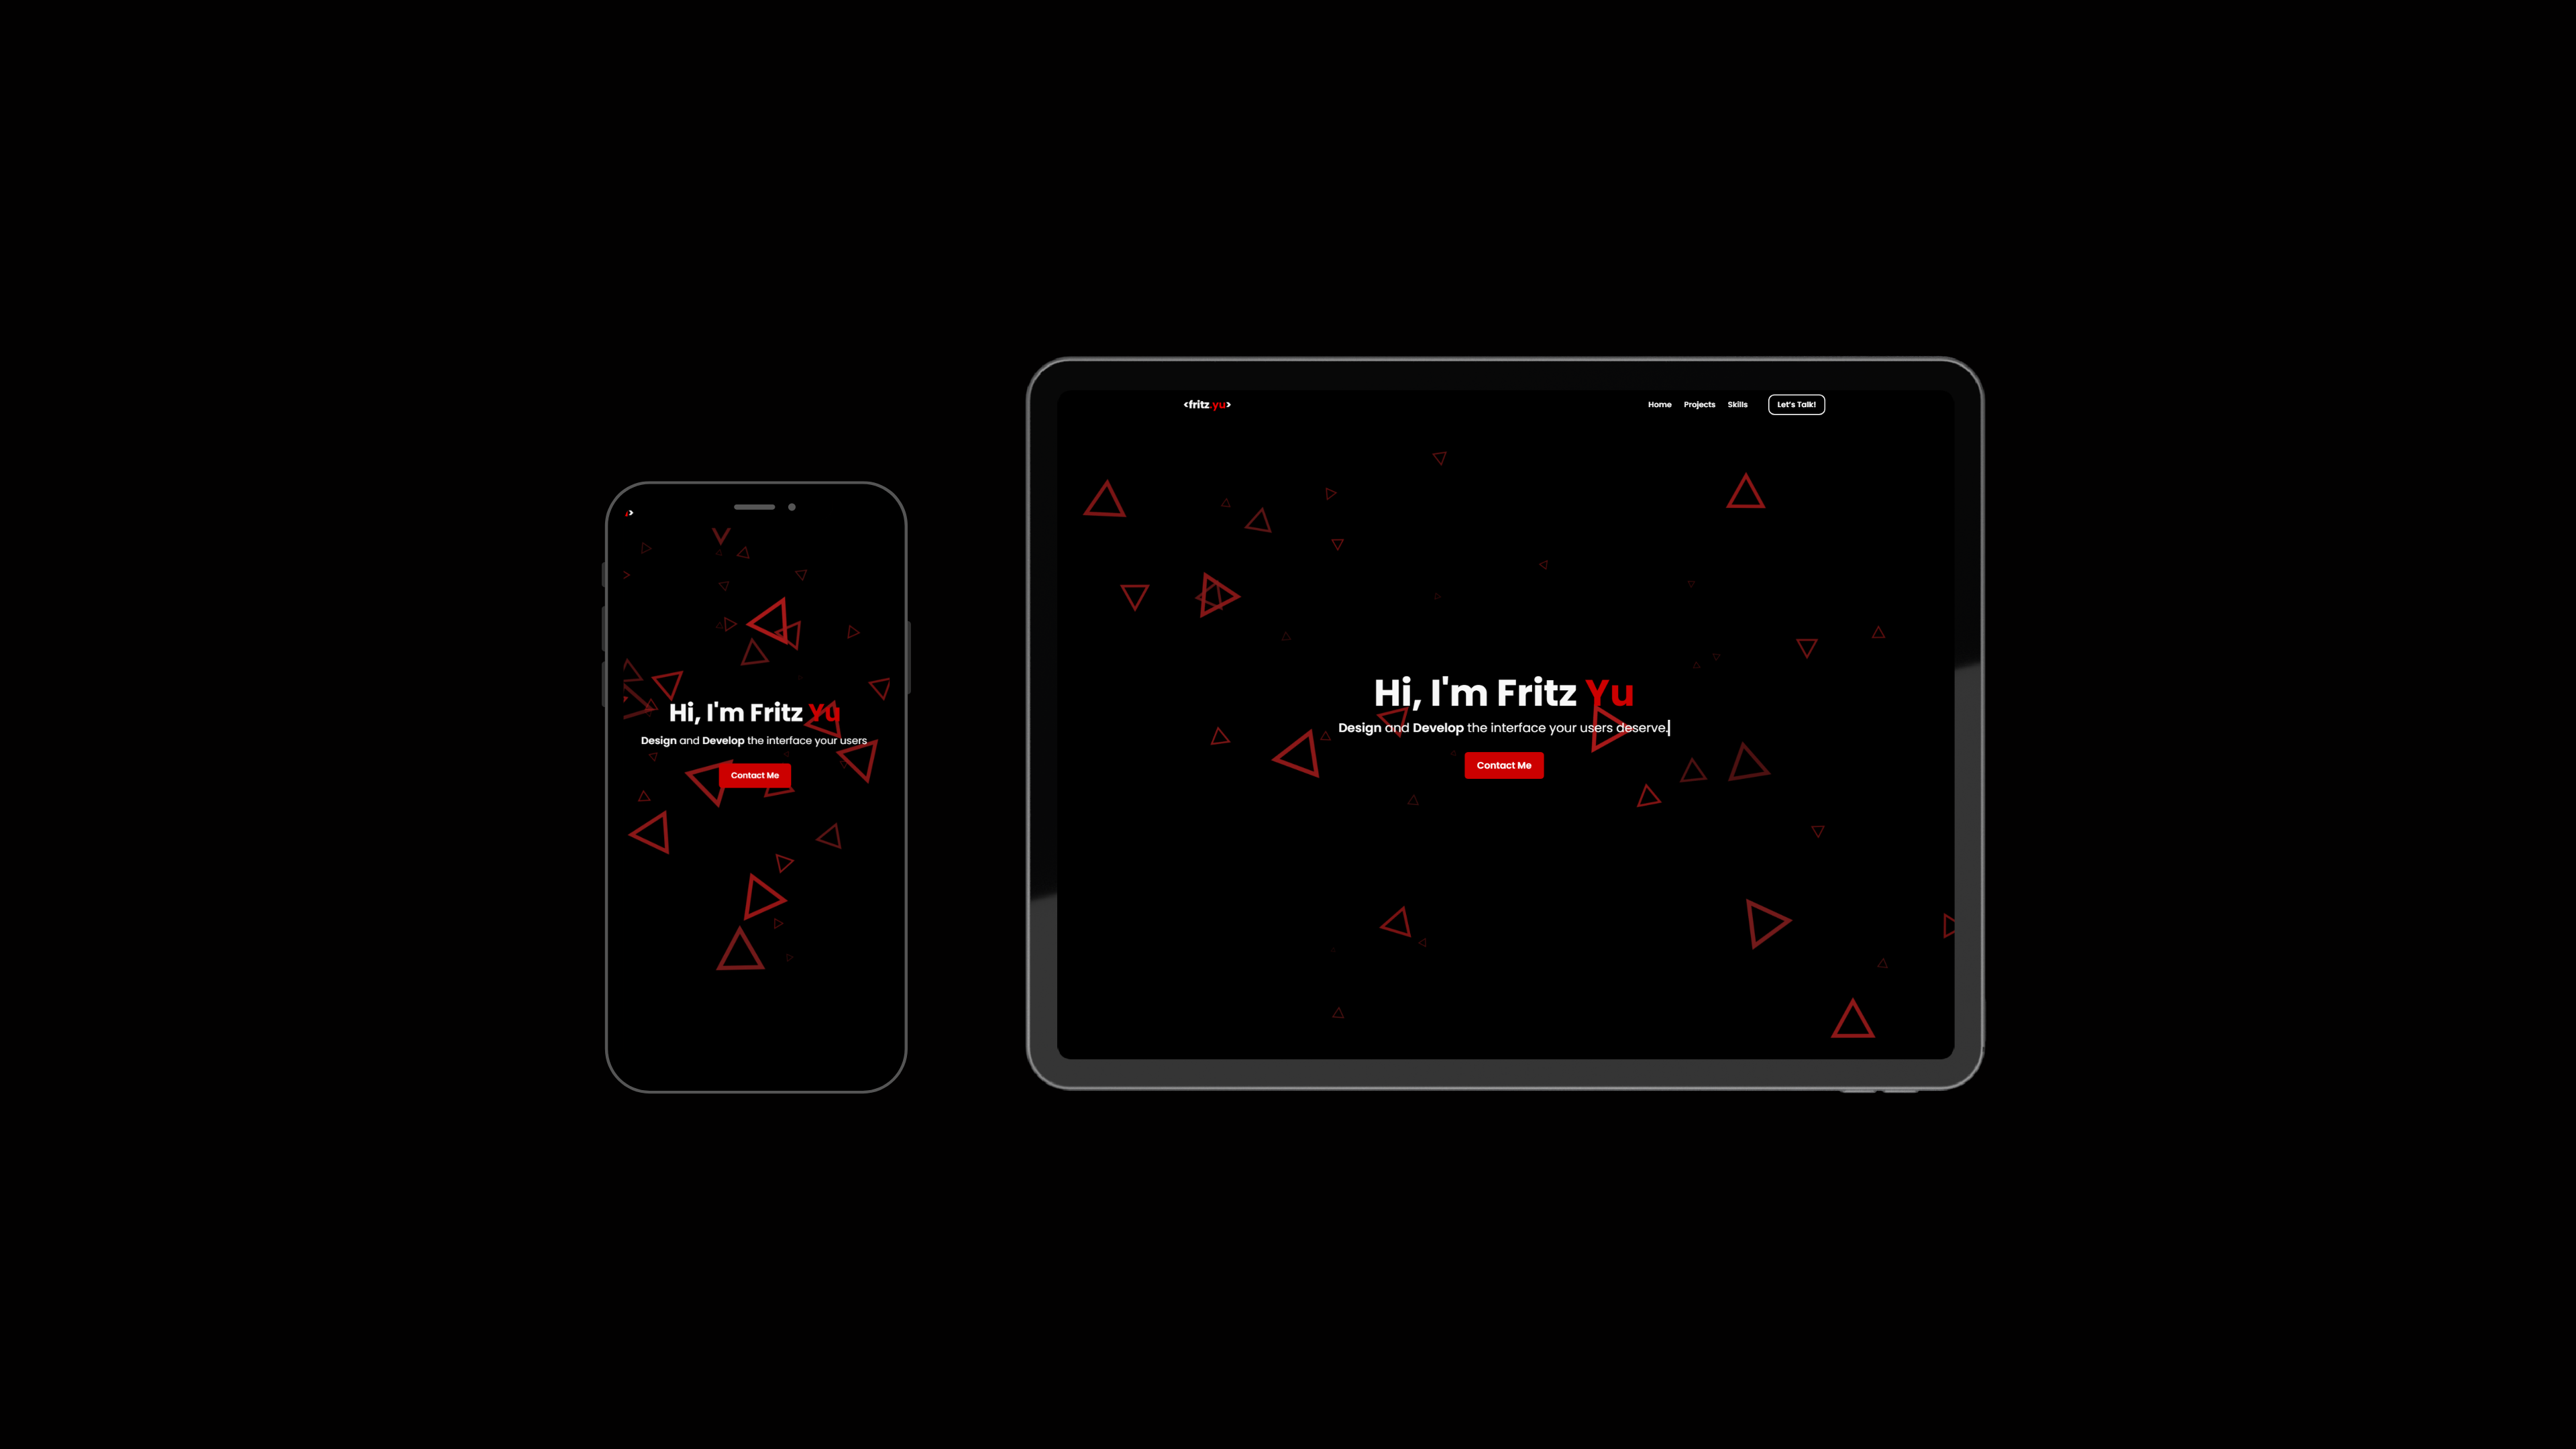 >
Hi, I'm Fritz Yu
Design and Develop the interface your users
Contact Me
<fritz.yu>
Home Projects Skills Let's Talk!
Hi, I'm Fritz Yu
Design and Develop the interface your users deserve.
Contact Me